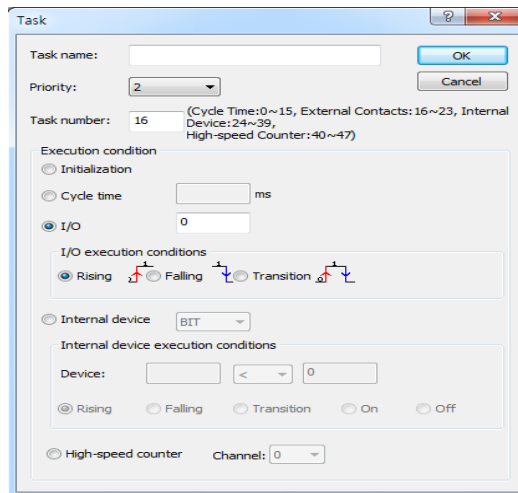 Task
Task name:
OK
Priority: 2
Cancel
Task number: 16 (Cycle Time:0~15, External Contacts:16~23, Internal
Device:24~39,
High-speed Counter:40~47)
Execution condition
Initialization
Cycle time ms
I/O 0
I/O execution conditions
Rising Falling Transition
Internal device BIT
Internal device execution conditions
Device: < 0
Rising Falling Transition On Off
High-speed counter Channel: 0